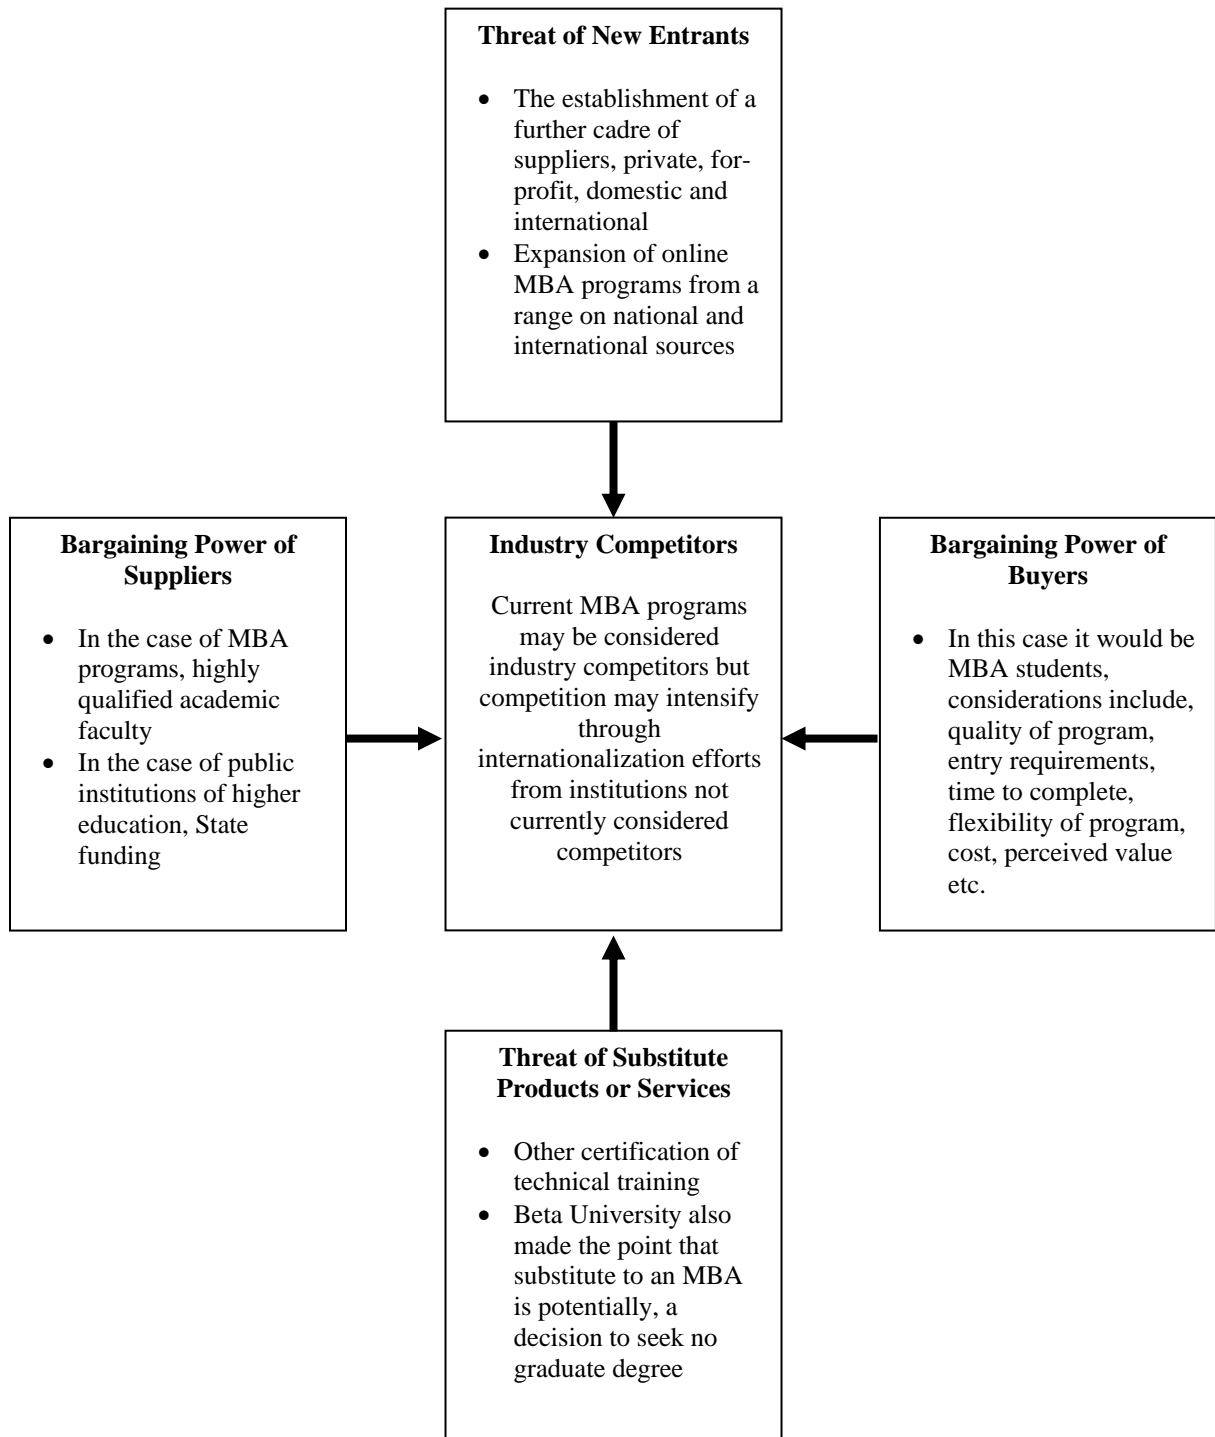 Threat of New Entrants
• The establishment of a
further cadre of
suppliers, private, for-
profit, domestic and
international
• Expansion of online
MBA programs from a
range on national and
international sources
Bargaining Power of
Suppliers
• In the case of MBA
programs, highly
qualified academic
faculty
• In the case of public
institutions of higher
education, State
funding
Industry Competitors
Current MBA programs
may be considered
industry competitors but
competition may intensify
through
internationalization efforts
from institutions not
currently considered
competitors
Bargaining Power of
Buyers
• In this case it would be
MBA students,
considerations include,
quality of program,
entry requirements,
time to complete,
flexibility of program,
cost, perceived value
etc.
Threat of Substitute
Products or Services
• Other certification of
technical training
• Beta University also
made the point that
substitute to an MBA
is potentially, a
decision to seek no
graduate degree